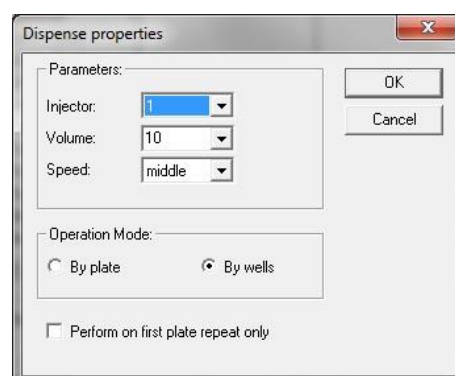 Dispense properties
x
Parameters:
Injector: 1
Volume: 10
Speed: middle
OK
Cancel
Operation Mode:
By plate By wells
Perform on first plate repeat only